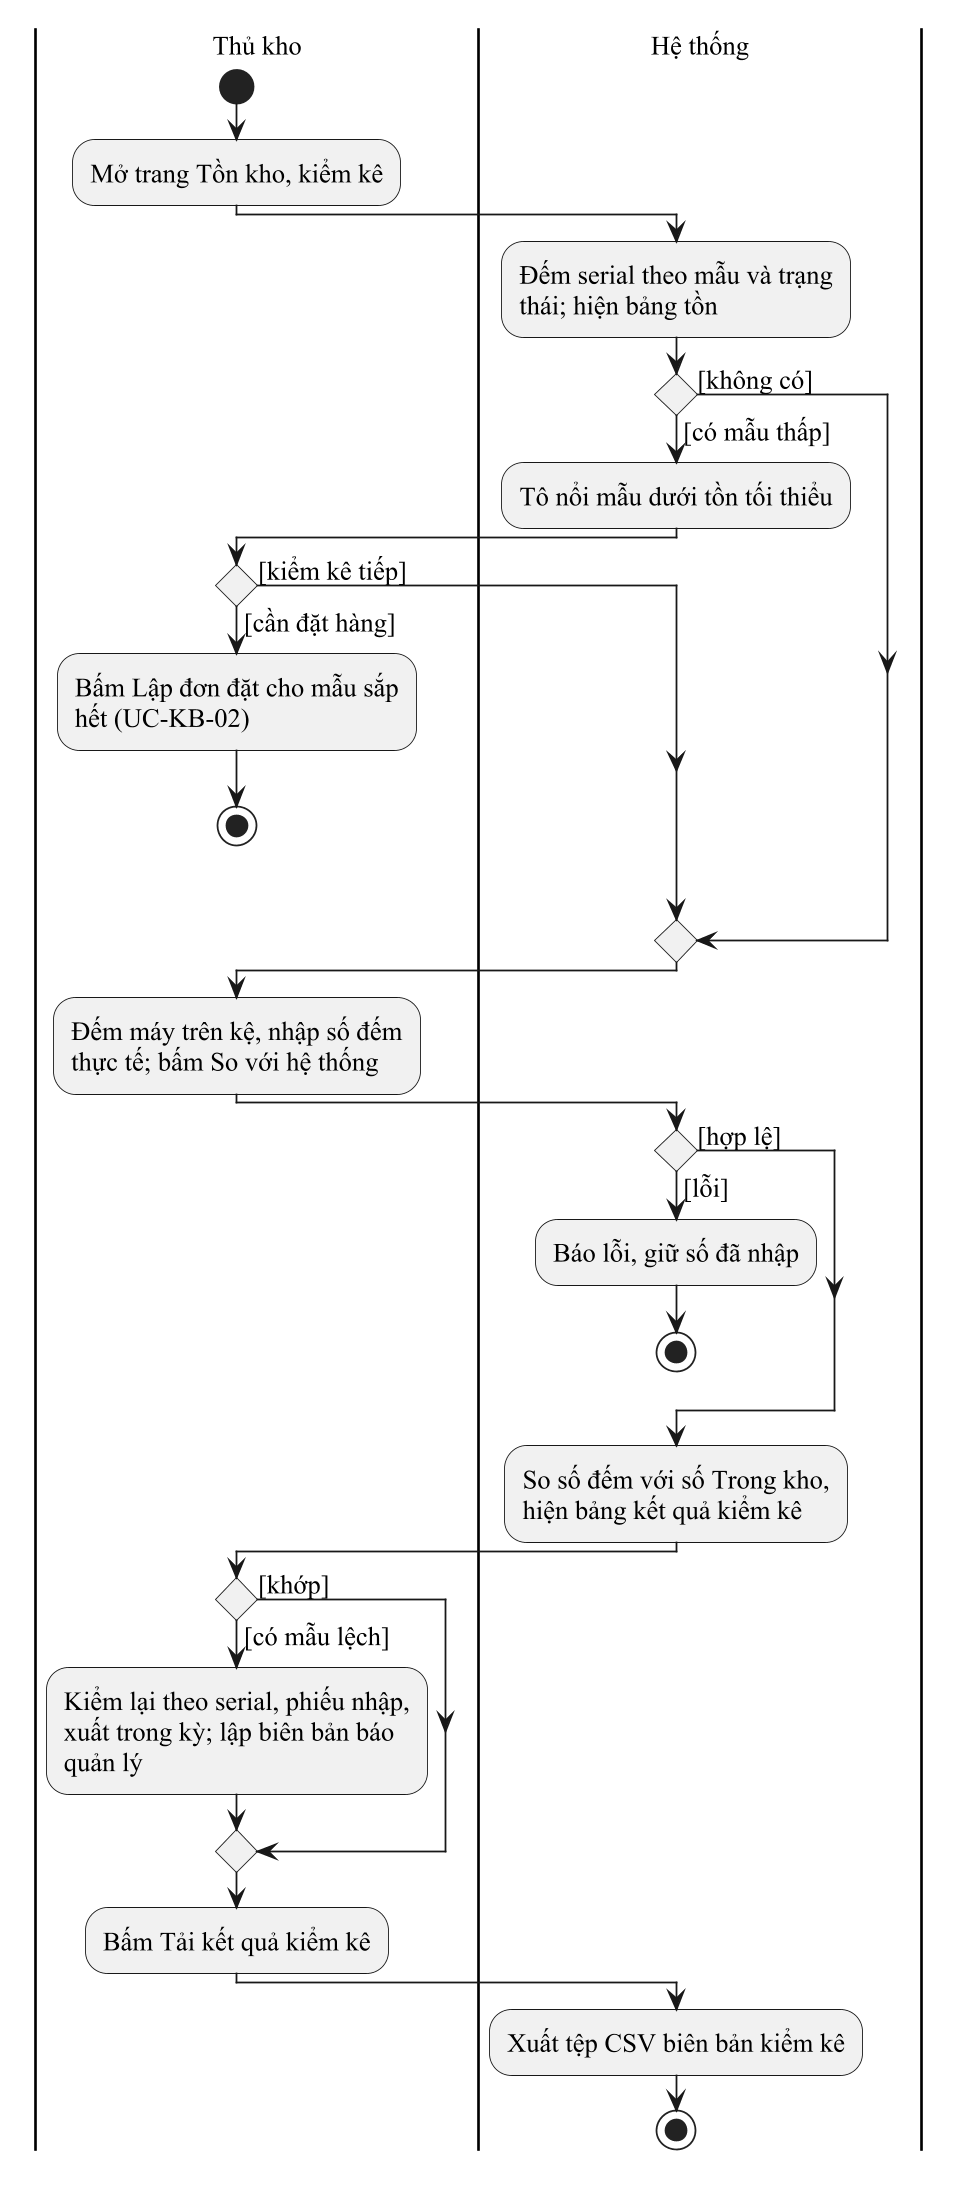 Thủ kho
Hệ thống
Mở trang Tồn kho, kiểm kê
Đếm serial theo mẫu và trạng
thái; hiện bảng tồn
[không có]
[có mẫu thấp]
Tô nổi mẫu dưới tồn tối thiểu
[kiểm kê tiếp]
[cần đặt hàng]
Bấm Lập đơn đặt cho mẫu sắp
hết (UC-KB-02)
Đếm máy trên kệ, nhập số đếm
thực tế; bấm So với hệ thống
[hợp lệ]
[lỗi]
Báo lỗi, giữ số đã nhập
So số đếm với số Trong kho,
hiện bảng kết quả kiểm kê
[khớp]
[có mẫu lệch]
Kiểm lại theo serial, phiếu nhập,
xuất trong kỳ; lập biên bản báo
quản lý
Bấm Tải kết quả kiểm kê
Xuất tệp CSV biên bản kiểm kê